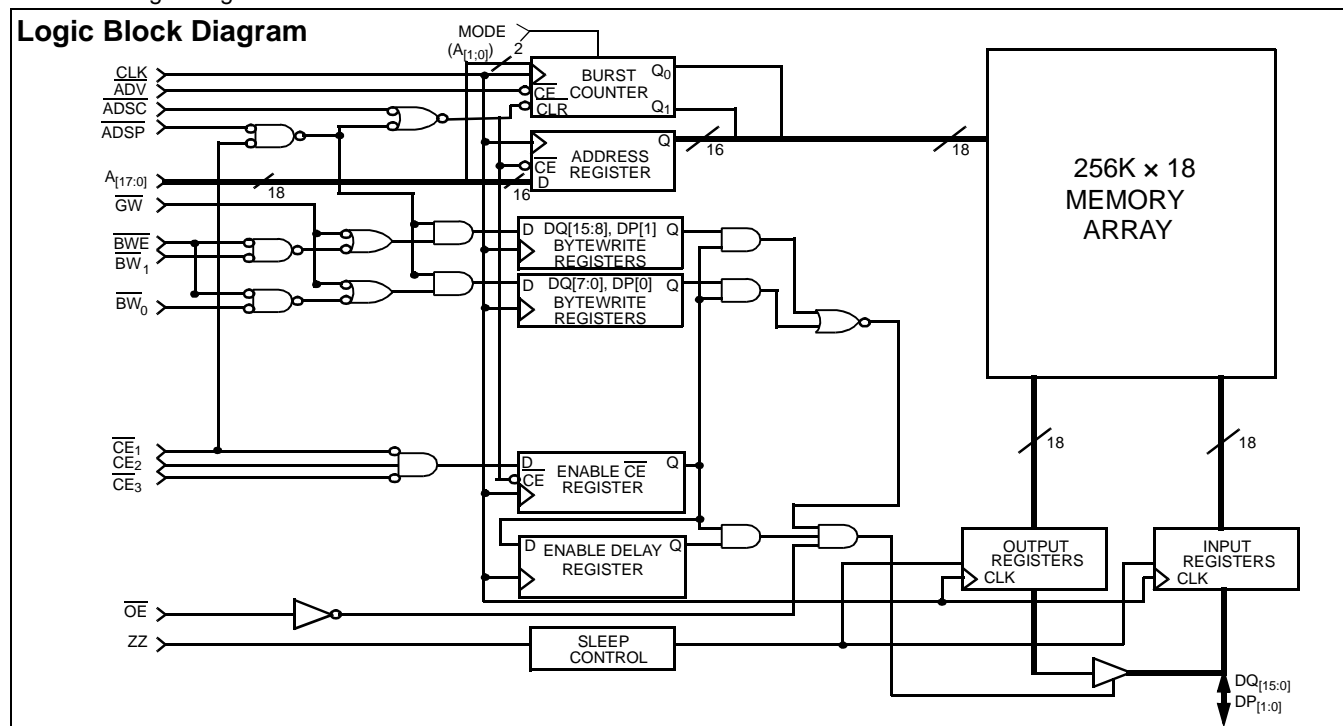 Logic Block Diagram
MODE
(A[1;0])
2
CLK
ADV
ADSC
ADSP
A[17:0]
GW
BWE
BW1
BW0
CE1
CE2
CE3
OE
ZZ
BURST
COUNTER
CE
CLR
Q0
Q1
ADDRESS
REGISTER
CE
D
Q
18
16
16
18
256K × 18
MEMORY
ARRAY
D DQ[15:8], DP[1] Q
BYTEWRITE
REGISTERS
D DQ[7:0], DP[0] Q
BYTEWRITE
REGISTERS
D ENABLE CE Q
CE REGISTER
D ENABLE DELAY Q
REGISTER
SLEEP
CONTROL
18
18
OUTPUT
REGISTERS
CLK
INPUT
REGISTERS
CLK
DQ[15:0]
DP[1:0]